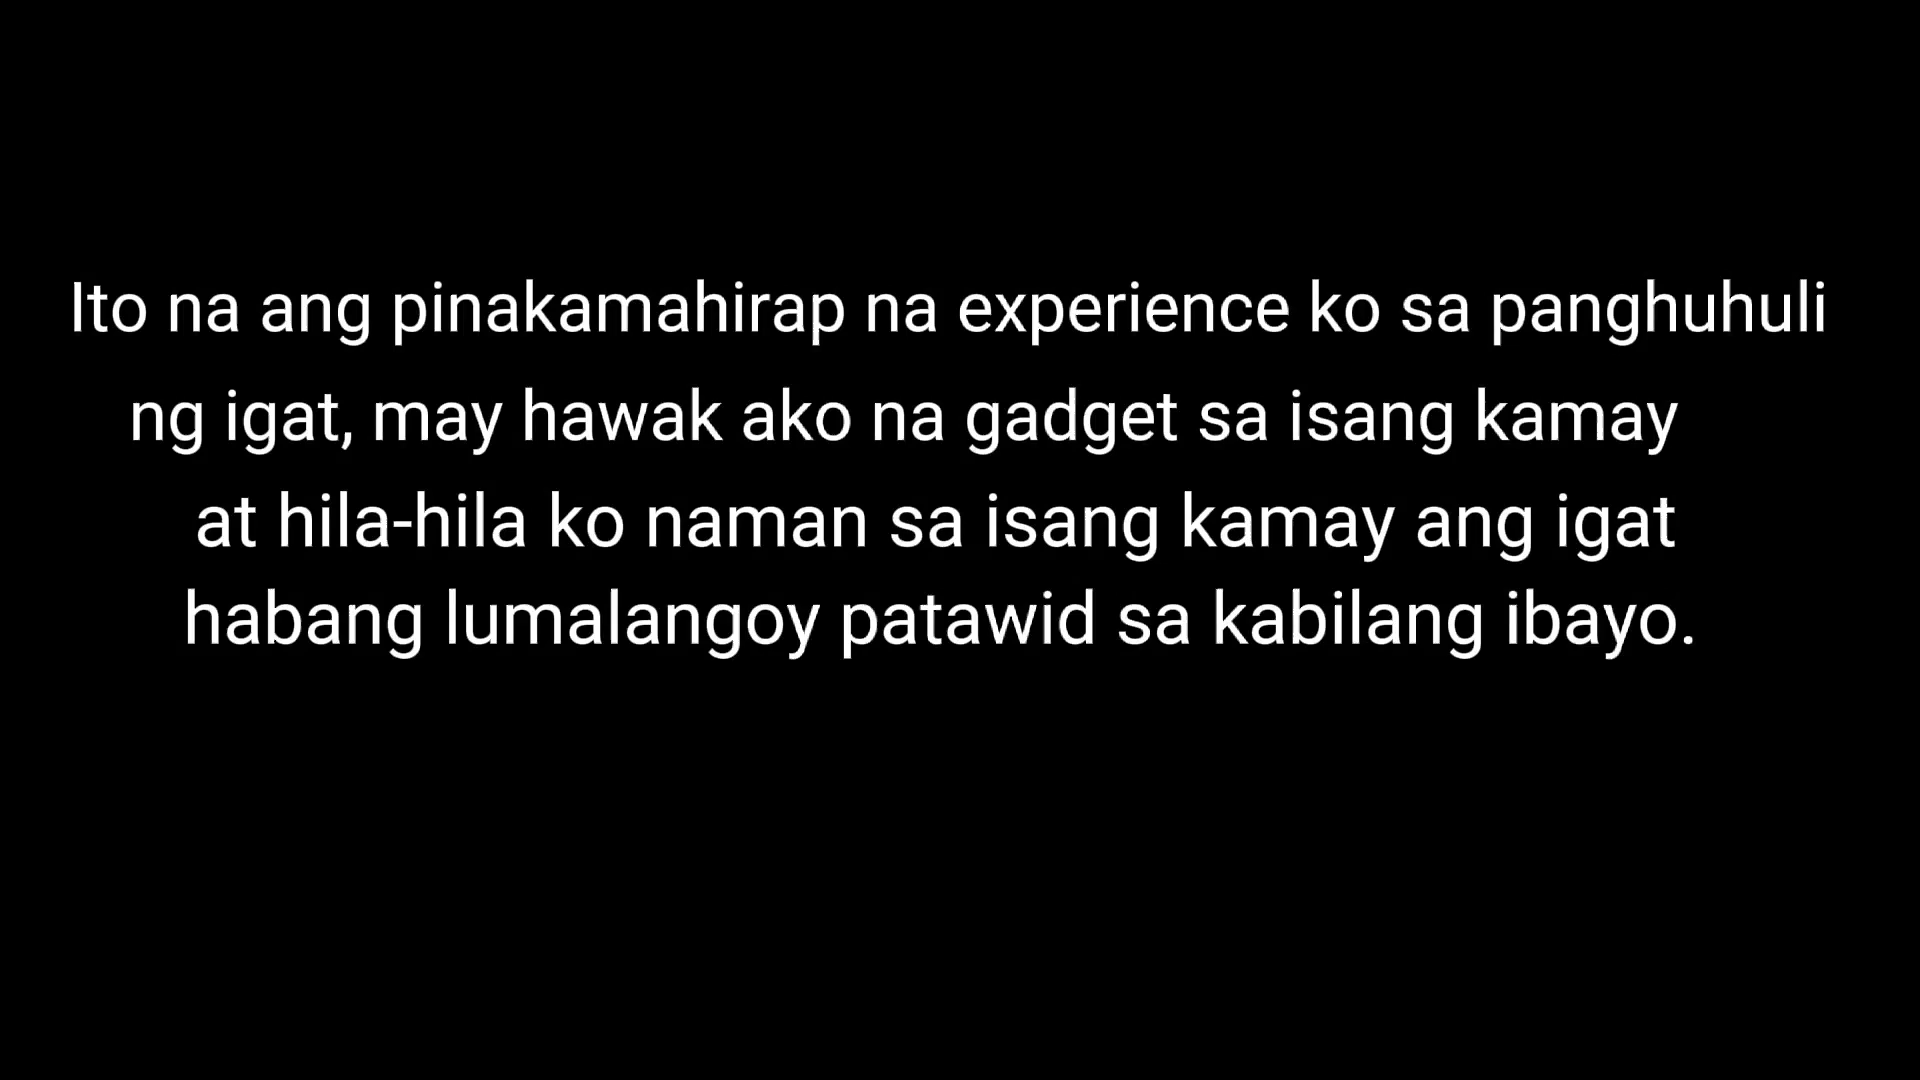 Ito na ang pinakamahirap na experience ko sa panghuhuli
ng igat, may hawak ako na gadget sa isang kamay
at hila-hila ko naman sa isang kamay ang igat
habang lumalangoy patawid sa kabilang ibayo.